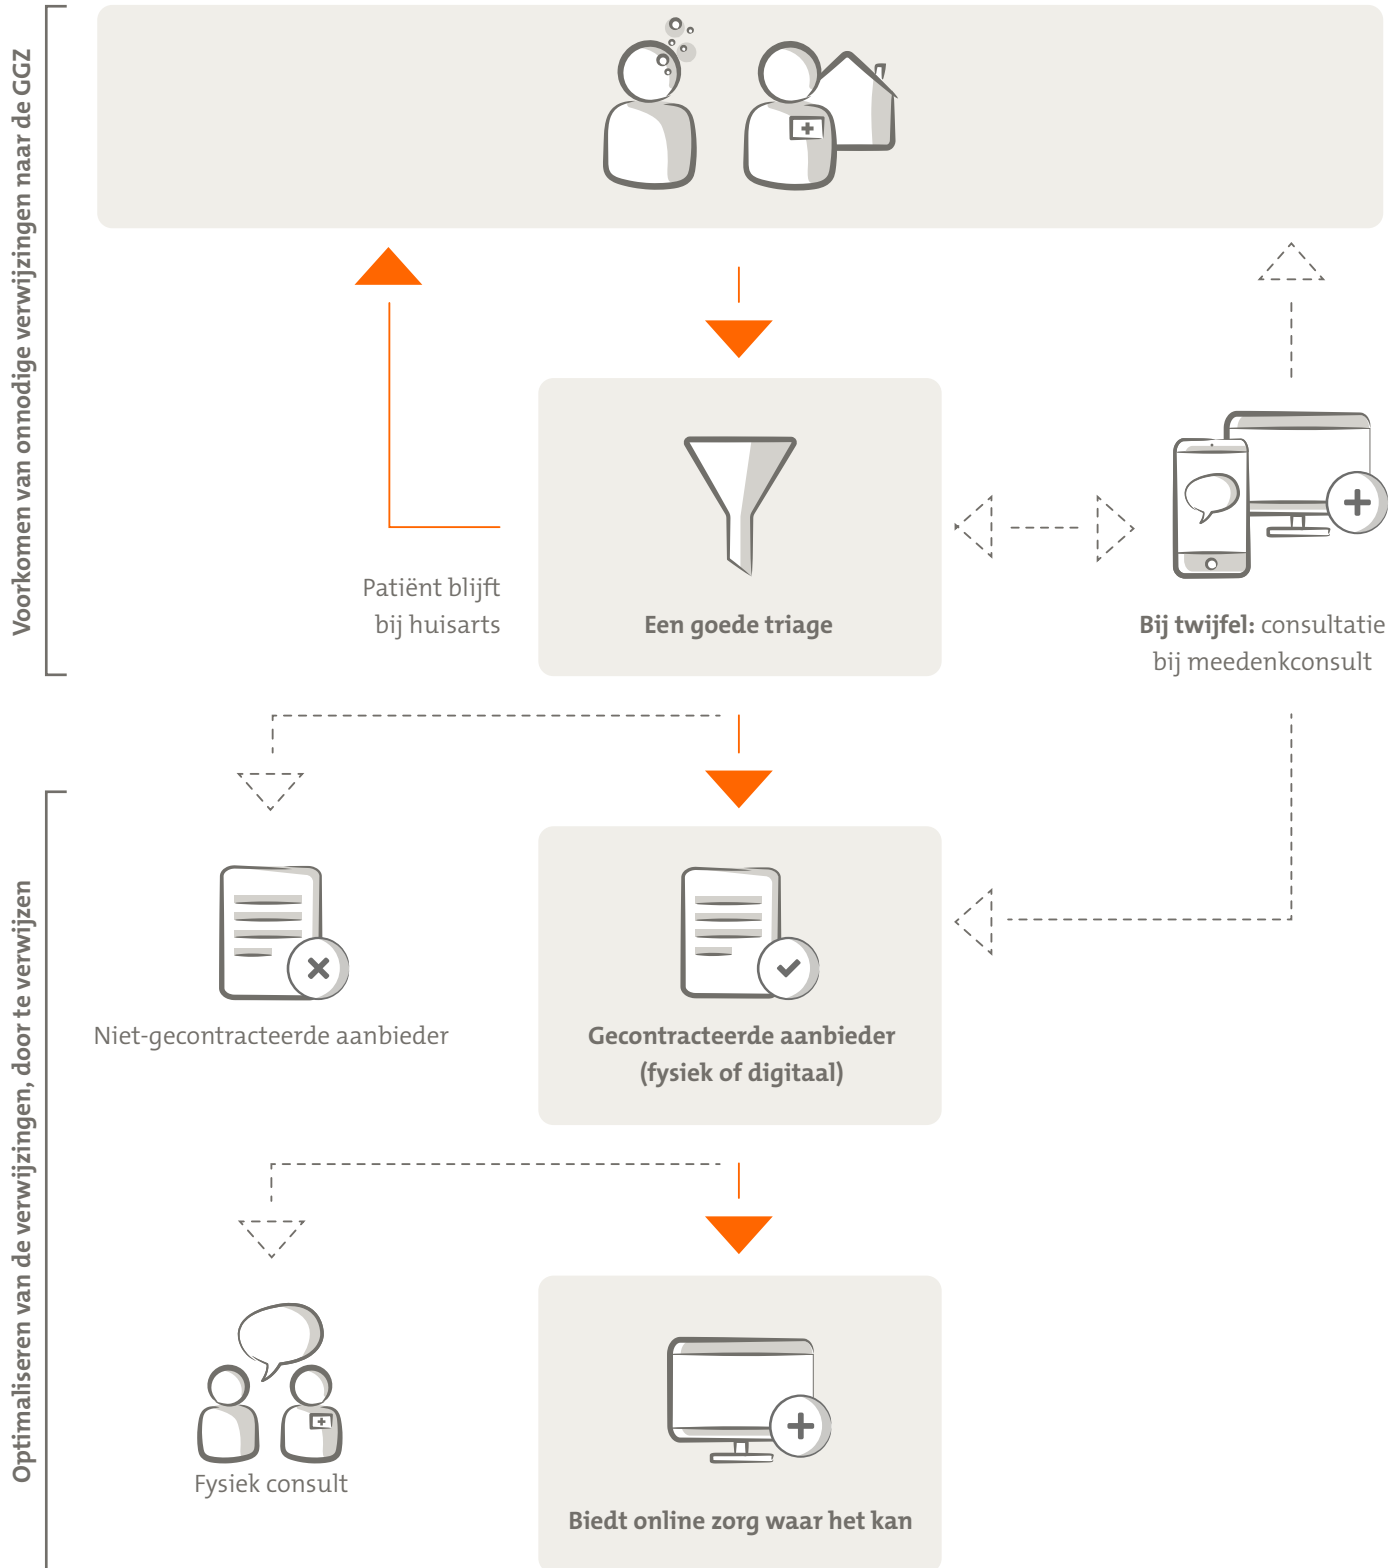 Voorkomen van onnodige verwijzingen naar de GGZ
Patiënt blijft
bij huisarts
Een goede triage
Bij twijfel: consultatie
bij meedenkconsult
Optimaliseren van de verwijzingen, door te verwijzen
Niet-gecontracteerde aanbieder
Gecontracteerde aanbieder
(fysiek of digitaal)
Fysiek consult
Biedt online zorg waar het kan